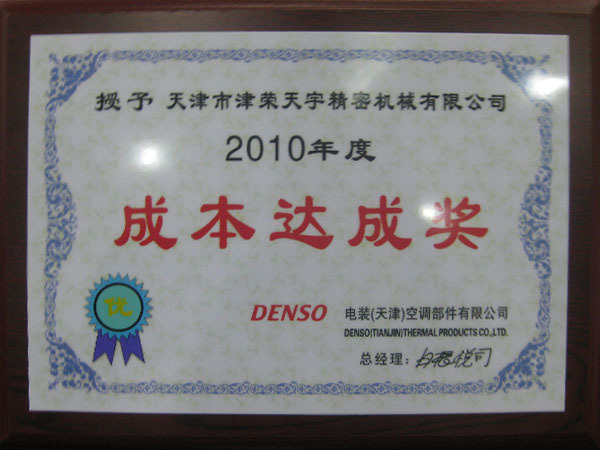 授予 天津市津荣天宇精密机械有限公司
2010年度
成本达成奖
优
DENSO 电装(天津)空调部件有限公司
DENSO(TIANJIN)THERMAL PRODUCTS CO.,LTD.
总经理: